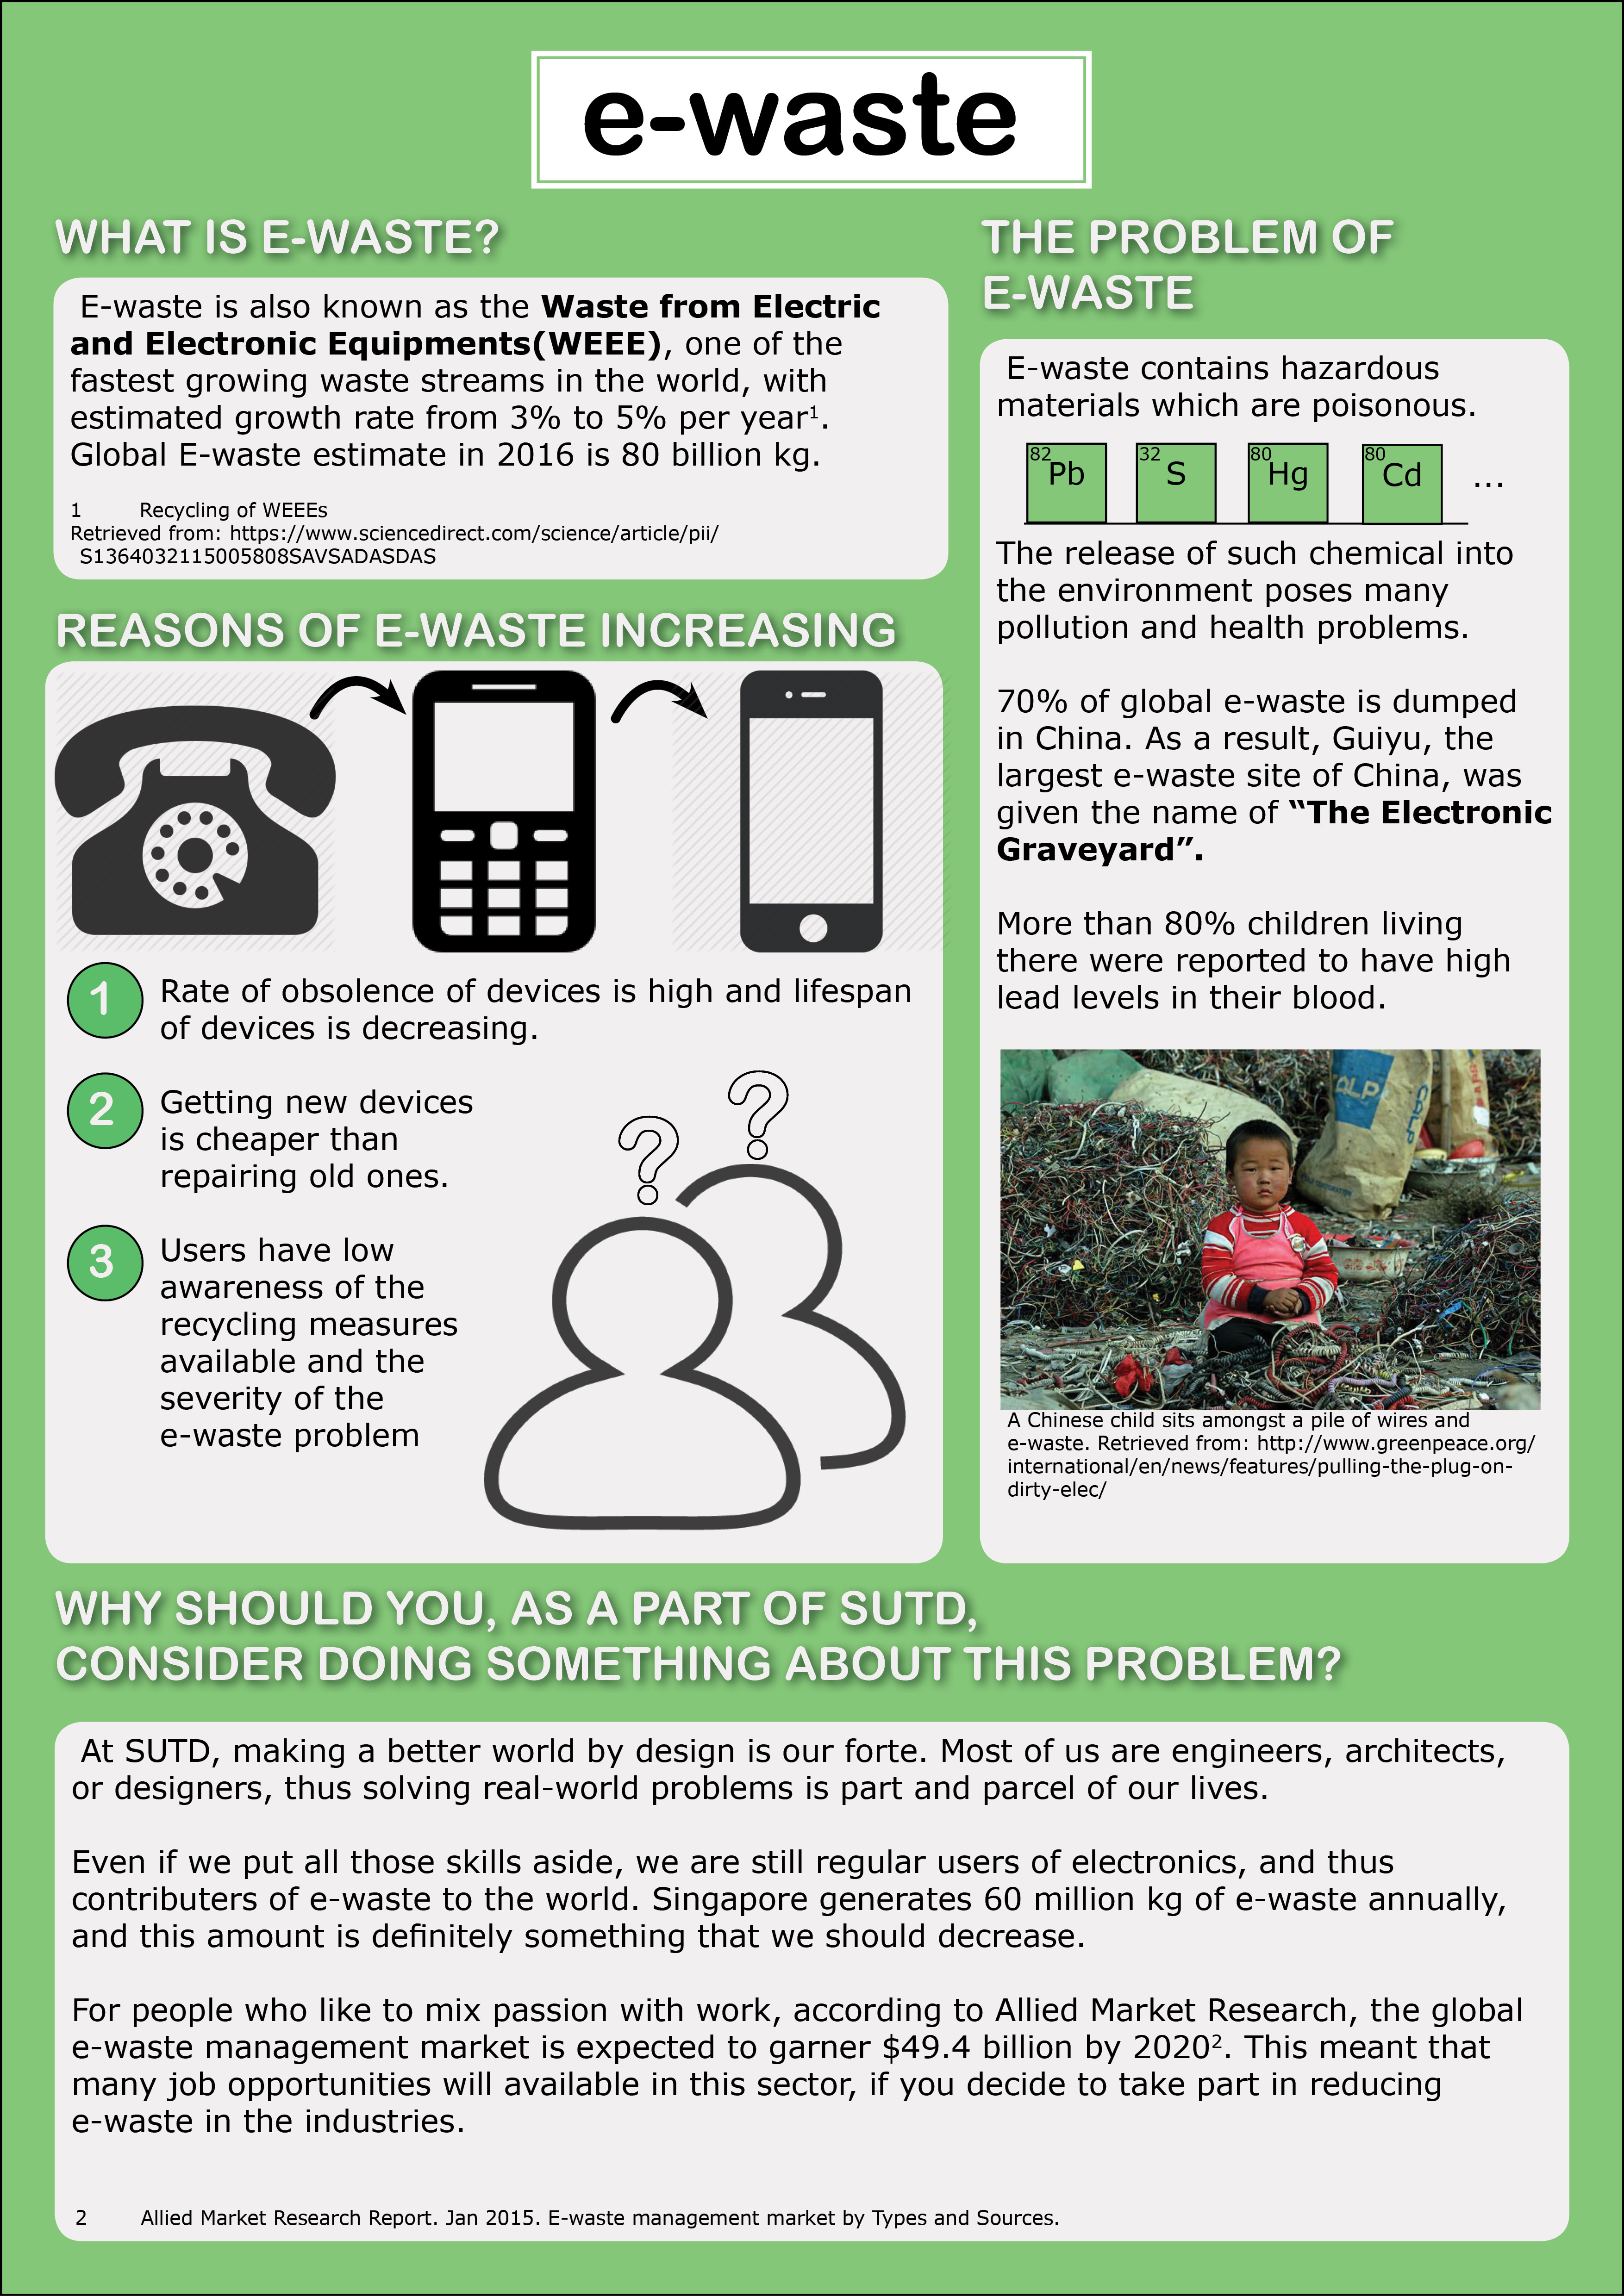 e-waste
WHAT IS E-WASTE?
E-waste is also known as the Waste from Electric
and Electronic Equipments(WEEE), one of the
fastest growing waste streams in the world, with
estimated growth rate from 3% to 5% per year¹.
Global E-waste estimate in 2016 is 80 billion kg.
1 Recycling of WEEEs
Retrieved from: https://www.sciencedirect.com/science/article/pii/
S1364032115005808SAVSADASDAS
REASONS OF E-WASTE INCREASING
1 Rate of obsolence of devices is high and lifespan
of devices is decreasing.
2 Getting new devices
is cheaper than
repairing old ones.
3 Users have low
awareness of the
recycling measures
available and the
severity of the
e-waste problem
? ?
THE PROBLEM OF
E-WASTE
E-waste contains hazardous
materials which are poisonous.
82 Pb 32 S 80 Hg 80 Cd ...
The release of such chemical into
the environment poses many
pollution and health problems.
70% of global e-waste is dumped
in China. As a result, Guiyu, the
largest e-waste site of China, was
given the name of “The Electronic
Graveyard”.
More than 80% children living
there were reported to have high
lead levels in their blood.
QLP
A Chinese child sits amongst a pile of wires and
e-waste. Retrieved from: http://www.greenpeace.org/
international/en/news/features/pulling-the-plug-on-
dirty-elec/
WHY SHOULD YOU, AS A PART OF SUTD,
CONSIDER DOING SOMETHING ABOUT THIS PROBLEM?
At SUTD, making a better world by design is our forte. Most of us are engineers, architects,
or designers, thus solving real-world problems is part and parcel of our lives.
Even if we put all those skills aside, we are still regular users of electronics, and thus
contributers of e-waste to the world. Singapore generates 60 million kg of e-waste annually,
and this amount is definitely something that we should decrease.
For people who like to mix passion with work, according to Allied Market Research, the global
e-waste management market is expected to garner $49.4 billion by 2020². This meant that
many job opportunities will available in this sector, if you decide to take part in reducing
e-waste in the industries.
2 Allied Market Research Report. Jan 2015. E-waste management market by Types and Sources.